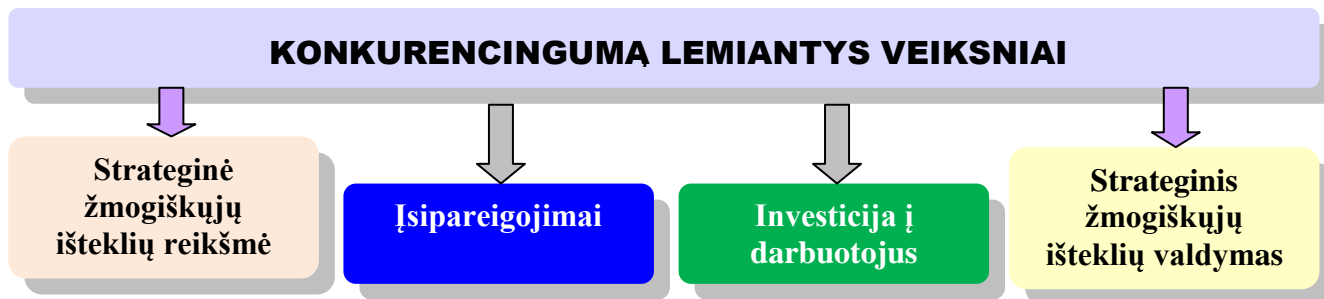 KONKURENCINGUMĄ LEMIANTYS VEIKSNIAI
Strateginė
žmogiškųjų
išteklių reikšmė
Įsipareigojimai
Investicija į
darbuotojus
Strateginis
žmogiškųjų
išteklių valdymas